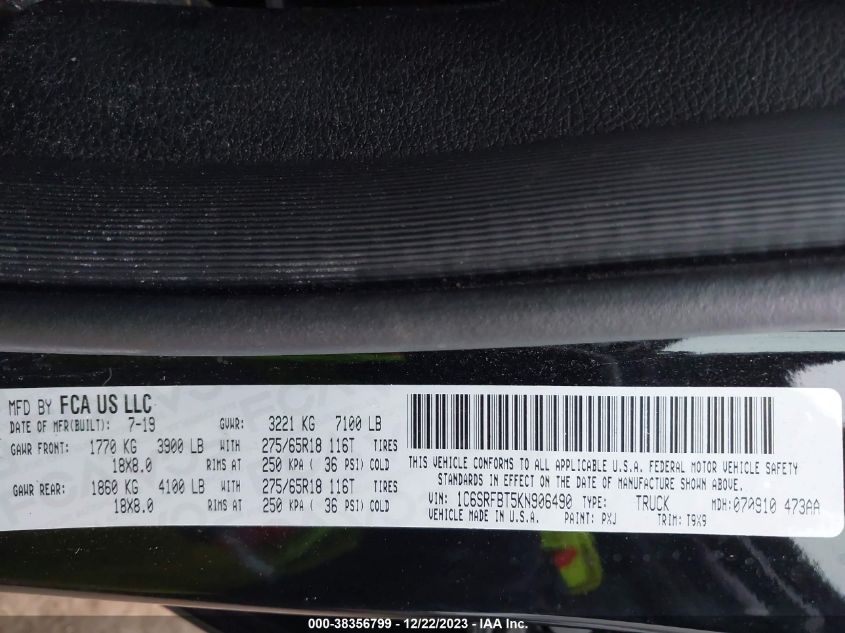 MFD BY FCA US LLC
DATE OF MFR(BUILT): 7-19 GVWR: 3221 KG 7100 LB
GAWR FRONT: 1770 KG 3900 LB WITH 275/65R18 116T TIRES
18X8.0 RIMS AT 250 KPA ( 36 PSI) COLD
GAWR REAR: 1860 KG 4100 LB WITH 275/65R18 116T TIRES
18X8.0 RIMS AT 250 KPA ( 36 PSI) COLD
THIS VEHICLE CONFORMS TO ALL APPLICABLE U.S.A. FEDERAL MOTOR VEHICLE SAFETY
STANDARDS IN EFFECT ON THE DATE OF MANUFACTURE SHOWN ABOVE.
VIN: 1C6SRFBT5KN906490 TYPE: TRUCK MDH: 070910 473AA
VEHICLE MADE IN U.S.A. PAINT: PXJ TRIM: T9X9
000-38356799 - 12/22/2023 - IAA Inc.